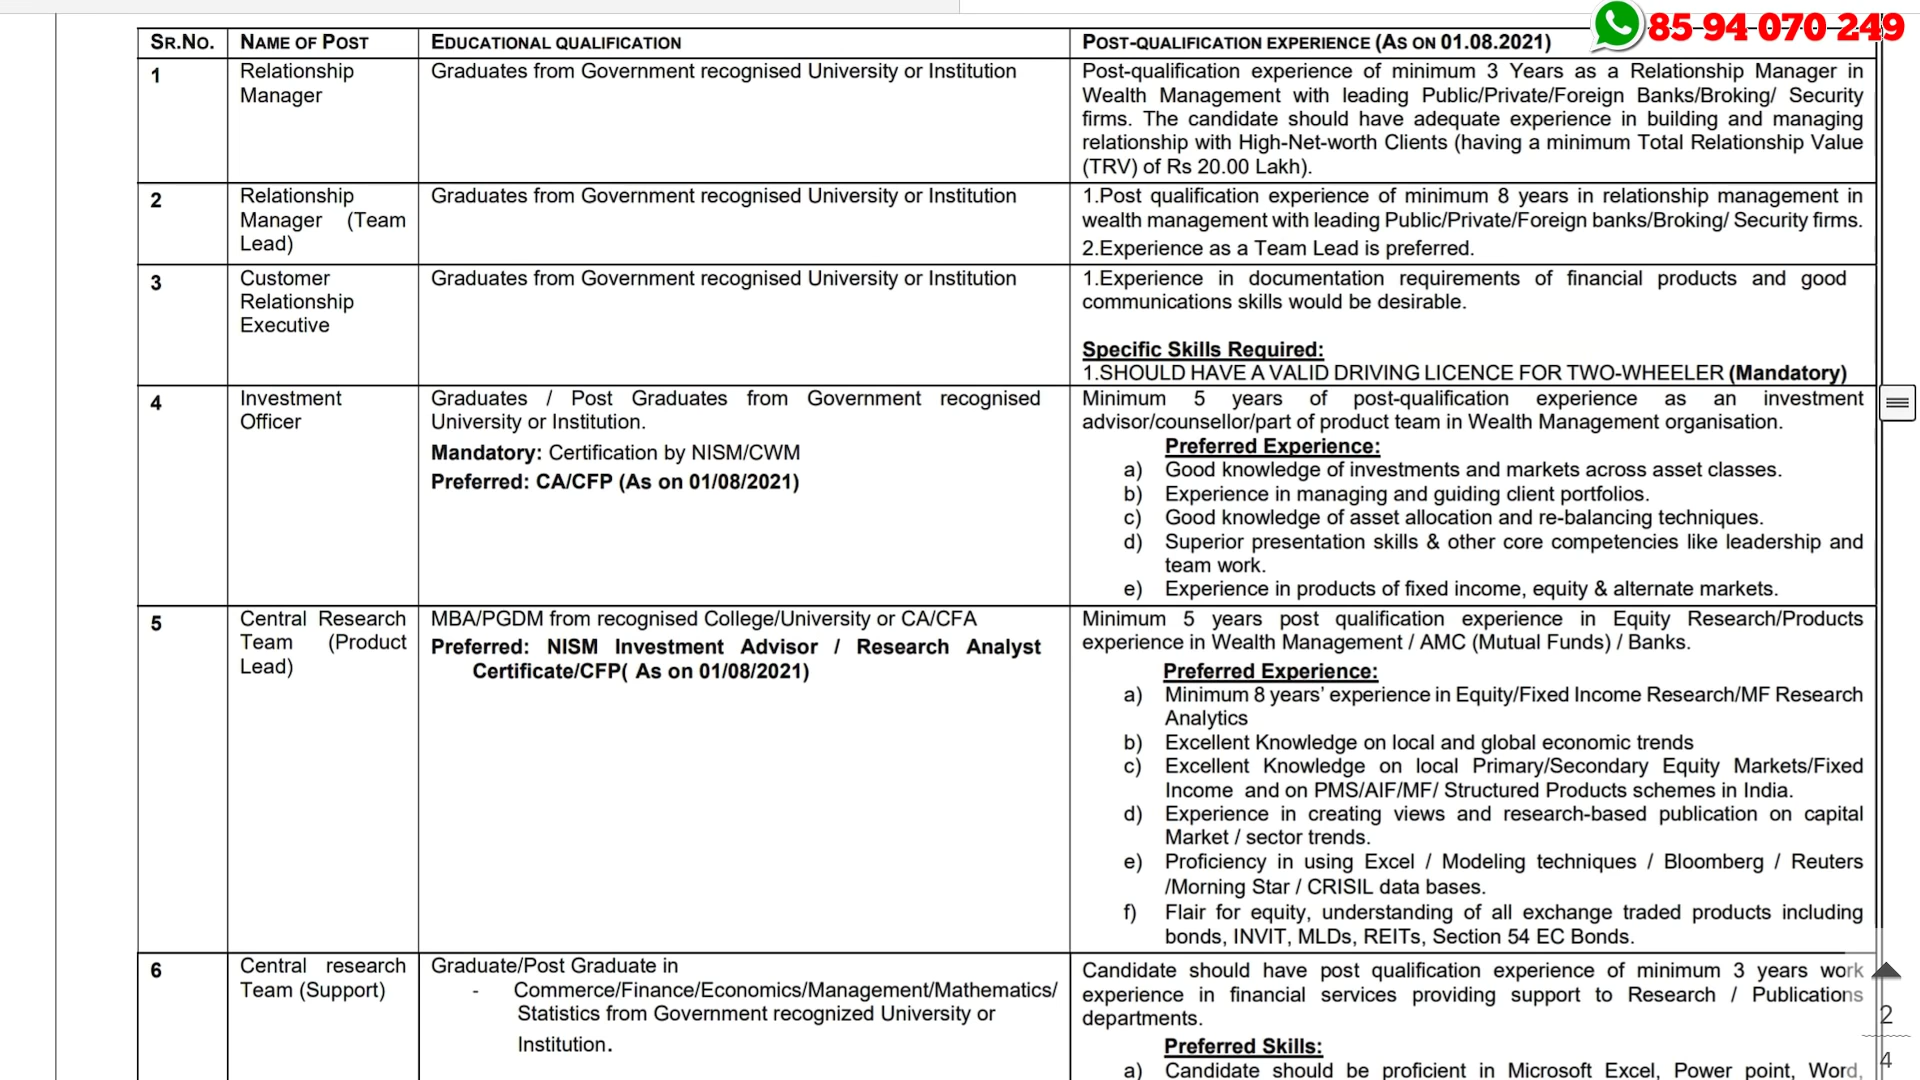 85 94 070 249
SR.NO. NAME OF POST EDUCATIONAL QUALIFICATION POST-QUALIFICATION EXPERIENCE (AS ON 01.08.2021)
1
Relationship
Manager
Graduates from Government recognised University or Institution
Post-qualification experience of minimum 3 Years as a Relationship Manager in
Wealth Management with leading Public/Private/Foreign Banks/Broking/ Security
firms. The candidate should have adequate experience in building and managing
relationship with High-Net-worth Clients (having a minimum Total Relationship Value
(TRV) of Rs 20.00 Lakh).
2
Relationship
Manager (Team
Lead)
Graduates from Government recognised University or Institution
1.Post qualification experience of minimum 8 years in relationship management in
wealth management with leading Public/Private/Foreign banks/Broking/ Security firms.
2.Experience as a Team Lead is preferred.
3
Customer
Relationship
Executive
Graduates from Government recognised University or Institution
1.Experience in documentation requirements of financial products and good
communications skills would be desirable.
Specific Skills Required:
1.SHOULD HAVE A VALID DRIVING LICENCE FOR TWO-WHEELER (Mandatory)
4
Investment
Officer
Graduates / Post Graduates from Government recognised
University or Institution.
Mandatory: Certification by NISM/CWM
Preferred: CA/CFP (As on 01/08/2021)
Minimum 5 years of post-qualification experience as an investment
advisor/counsellor/part of product team in Wealth Management organisation.
Preferred Experience:
a) Good knowledge of investments and markets across asset classes.
b) Experience in managing and guiding client portfolios.
c) Good knowledge of asset allocation and re-balancing techniques.
d) Superior presentation skills & other core competencies like leadership and
team work.
e) Experience in products of fixed income, equity & alternate markets.
5
Central Research
Team (Product
Lead)
MBA/PGDM from recognised College/University or CA/CFA
Preferred: NISM Investment Advisor / Research Analyst
Certificate/CFP( As on 01/08/2021)
Minimum 5 years post qualification experience in Equity Research/Products
experience in Wealth Management / AMC (Mutual Funds) / Banks.
Preferred Experience:
a) Minimum 8 years’ experience in Equity/Fixed Income Research/MF Research
Analytics
b) Excellent Knowledge on local and global economic trends
c) Excellent Knowledge on local Primary/Secondary Equity Markets/Fixed
Income and on PMS/AIF/MF/ Structured Products schemes in India.
d) Experience in creating views and research-based publication on capital
Market / sector trends.
e) Proficiency in using Excel / Modeling techniques / Bloomberg / Reuters
/Morning Star / CRISIL data bases.
f) Flair for equity, understanding of all exchange traded products including
bonds, INVIT, MLDs, REITs, Section 54 EC Bonds.
6
Central research
Team (Support)
Graduate/Post Graduate in
- Commerce/Finance/Economics/Management/Mathematics/
Statistics from Government recognized University or
Institution.
Candidate should have post qualification experience of minimum 3 years work
experience in financial services providing support to Research / Publications
departments.
Preferred Skills:
a) Candidate should be proficient in Microsoft Excel, Power point, Word,
2
4